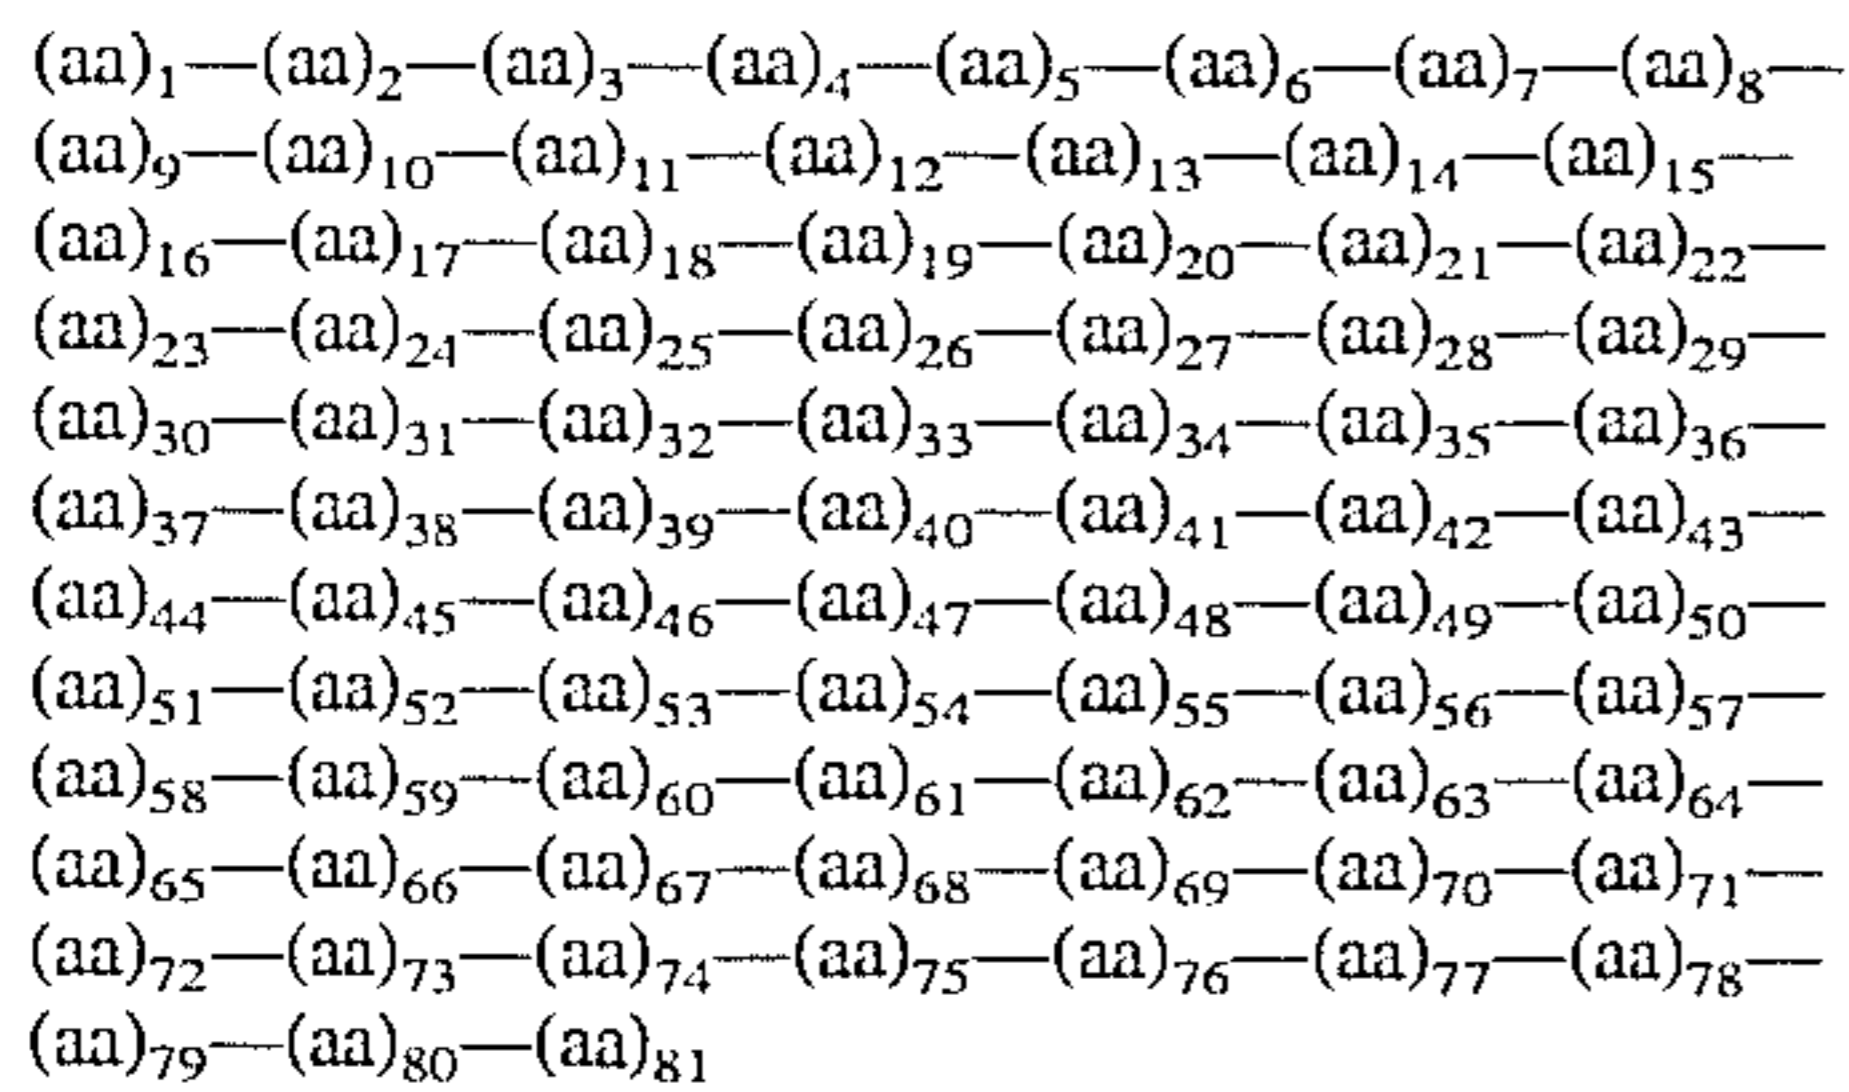 (aa)₁—(aa)₂—(aa)₃—(aa)₄—(aa)₅—(aa)₆—(aa)₇—(aa)₈—
(aa)₉—(aa)₁₀—(aa)₁₁—(aa)₁₂—(aa)₁₃—(aa)₁₄—(aa)₁₅—
(aa)₁₆—(aa)₁₇—(aa)₁₈—(aa)₁₉—(aa)₂₀—(aa)₂₁—(aa)₂₂—
(aa)₂₃—(aa)₂₄—(aa)₂₅—(aa)₂₆—(aa)₂₇—(aa)₂₈—(aa)₂₉—
(aa)₃₀—(aa)₃₁—(aa)₃₂—(aa)₃₃—(aa)₃₄—(aa)₃₅—(aa)₃₆—
(aa)₃₇—(aa)₃₈—(aa)₃₉—(aa)₄₀—(aa)₄₁—(aa)₄₂—(aa)₄₃—
(aa)₄₄—(aa)₄₅—(aa)₄₆—(aa)₄₇—(aa)₄₈—(aa)₄₉—(aa)₅₀—
(aa)₅₁—(aa)₅₂—(aa)₅₃—(aa)₅₄—(aa)₅₅—(aa)₅₆—(aa)₅₇—
(aa)₅₈—(aa)₅₉—(aa)₆₀—(aa)₆₁—(aa)₆₂—(aa)₆₃—(aa)₆₄—
(aa)₆₅—(aa)₆₆—(aa)₆₇—(aa)₆₈—(aa)₆₉—(aa)₇₀—(aa)₇₁—
(aa)₇₂—(aa)₇₃—(aa)₇₄—(aa)₇₅—(aa)₇₆—(aa)₇₇—(aa)₇₈—
(aa)₇₉—(aa)₈₀—(aa)₈₁